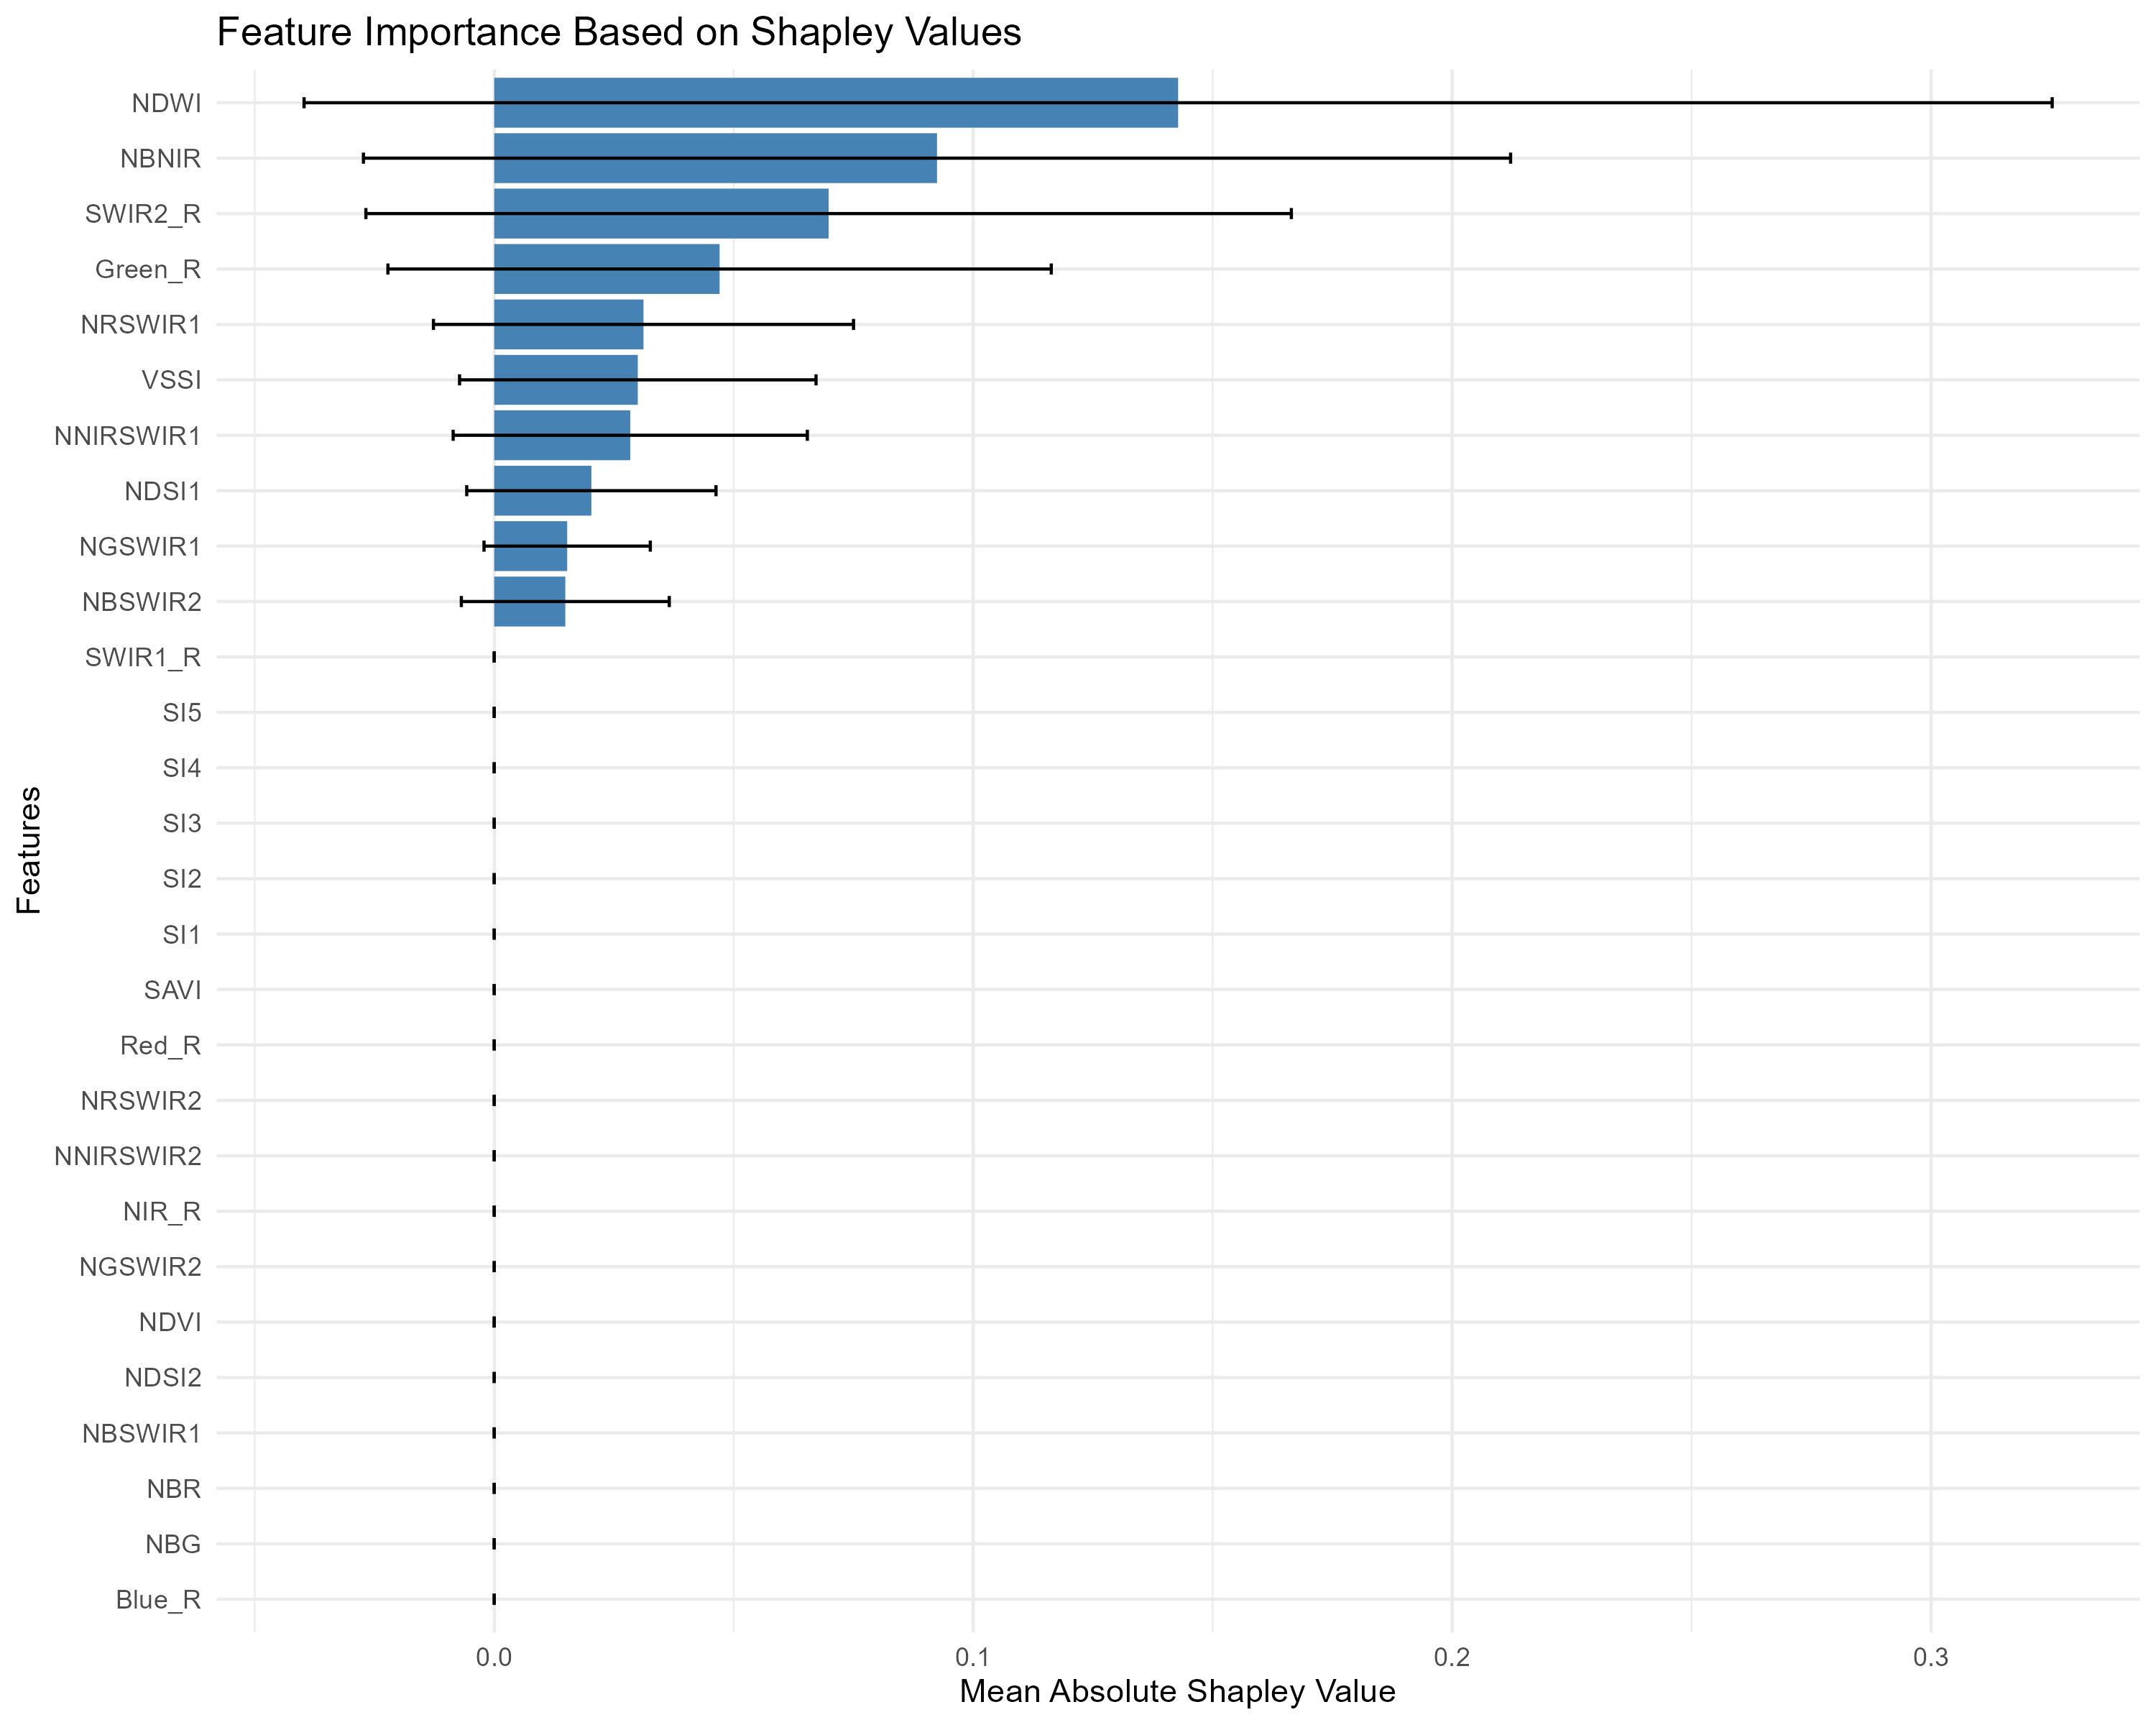 Feature Importance Based on Shapley Values
NDWI
NBNIR
SWIR2_R
Green_R
NRSWIR1
VSSI
NNIRSWIR1
NDSI1
NGSWIR1
NBSWIR2
SWIR1_R
SI5
SI4
SI3
SI2
SI1
SAVI
Red_R
NRSWIR2
NNIRSWIR2
NIR_R
NGSWIR2
NDVI
NDSI2
NBSWIR1
NBR
NBG
Blue_R
Features
0.0 0.1 0.2 0.3
Mean Absolute Shapley Value